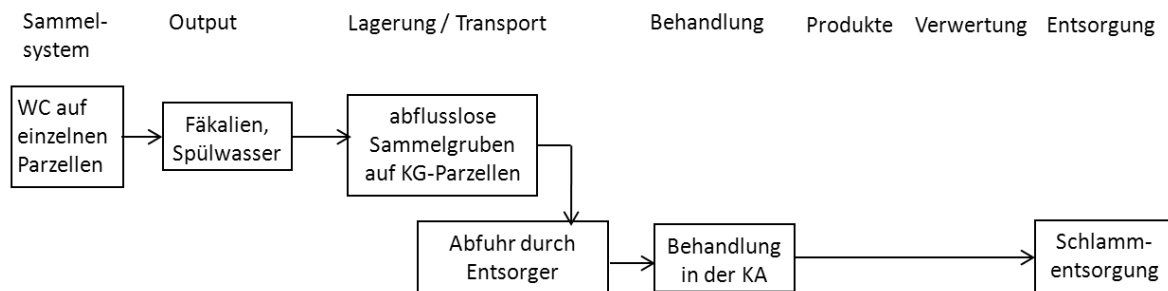 Sammel-
system
Output
Lagerung / Transport
Behandlung
Produkte
Verwertung
Entsorgung
WC auf
einzelnen
Parzellen
Fäkalien,
Spülwasser
abflusslose
Sammelgruben
auf KG-Parzellen
Abfuhr durch
Entsorger
Behandlung
in der KA
Schlamm-
entsorgung